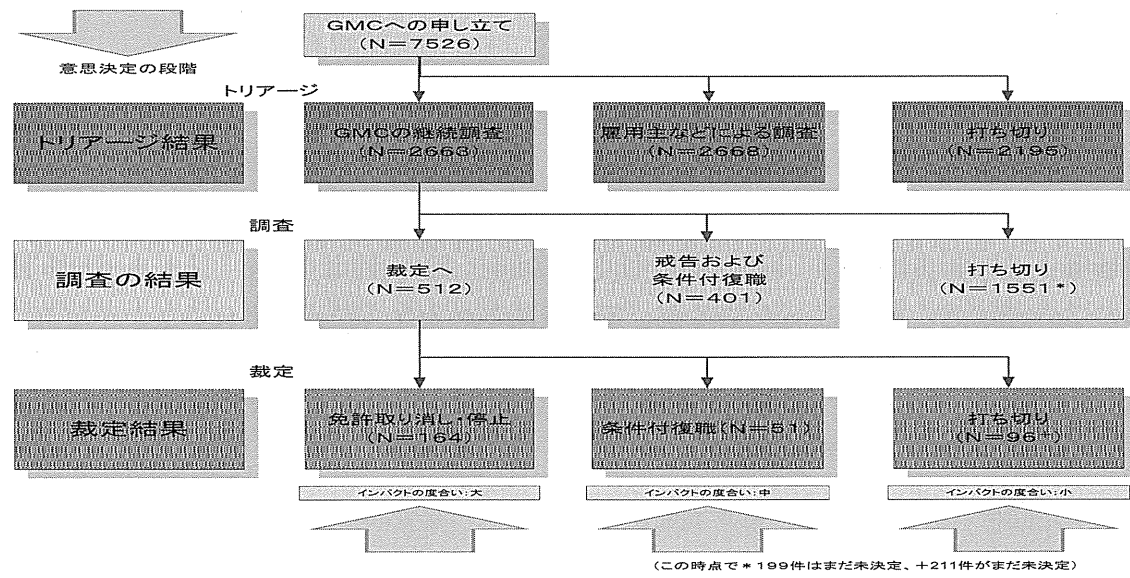 GMCへの申し立て
(N=7526)
意思決定の段階
トリアージ
トリアージ結果
GMCの継続調査
(N=2663)
雇用主などによる調査
(N=2668)
打ち切り
(N=2195)
調査
調査の結果
裁定へ
(N=512)
戒告および
条件付復職
(N=401)
打ち切り
(N=1551*)
裁定
裁定結果
免許取り消し・停止
(N=164)
条件付復職(N=51)
打ち切り
(N=96+)
インパクトの度合い:大
インパクトの度合い:中
インパクトの度合い:小
(この時点で*199件はまだ未決定、+211件がまだ未決定)